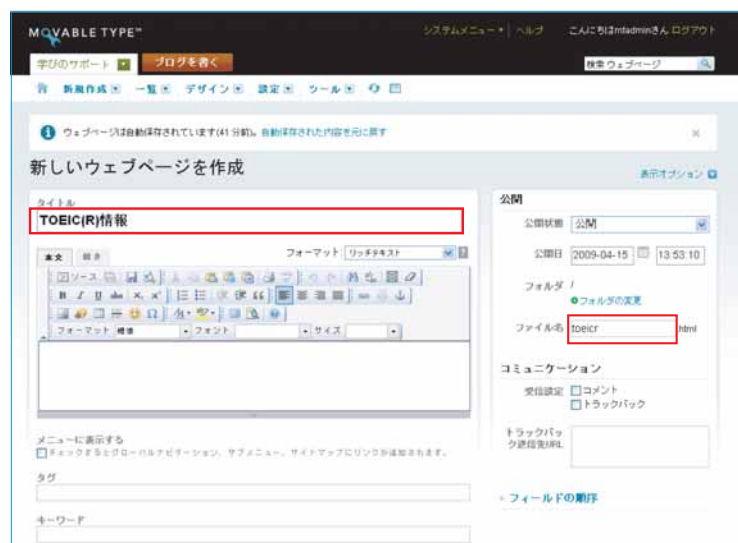 MOVABLE TYPE™
システムメニュー | ヘルプ こんにちはmtadminさん ログアウト
学びのサポート ブログを書く
検索 ウェブページ
新規作成 一覧 デザイン 設定 ツール
ウェブページは自動保存されています(41 分前)。自動保存された内容を元に戻す
新しいウェブページを作成
表示オプション
タイトル
TOEIC(R)情報
本文 続き
フォーマット: リッチテキスト
ソース
B I U abc x₂ x²
フォーマット 標準 フォント サイズ
メニューに表示する
チェックするとグローバルナビゲーション、サブメニュー、サイトマップにリンクが追加されます。
タグ
キーワード
公開
公開状態 公開
公開日 2009-04-15 13:53:10
フォルダ /
フォルダの変更
ファイル名 toeicr .html
コミュニケーション
受信設定 コメント
トラックバック
トラックバック送信先URL
フィールドの順序